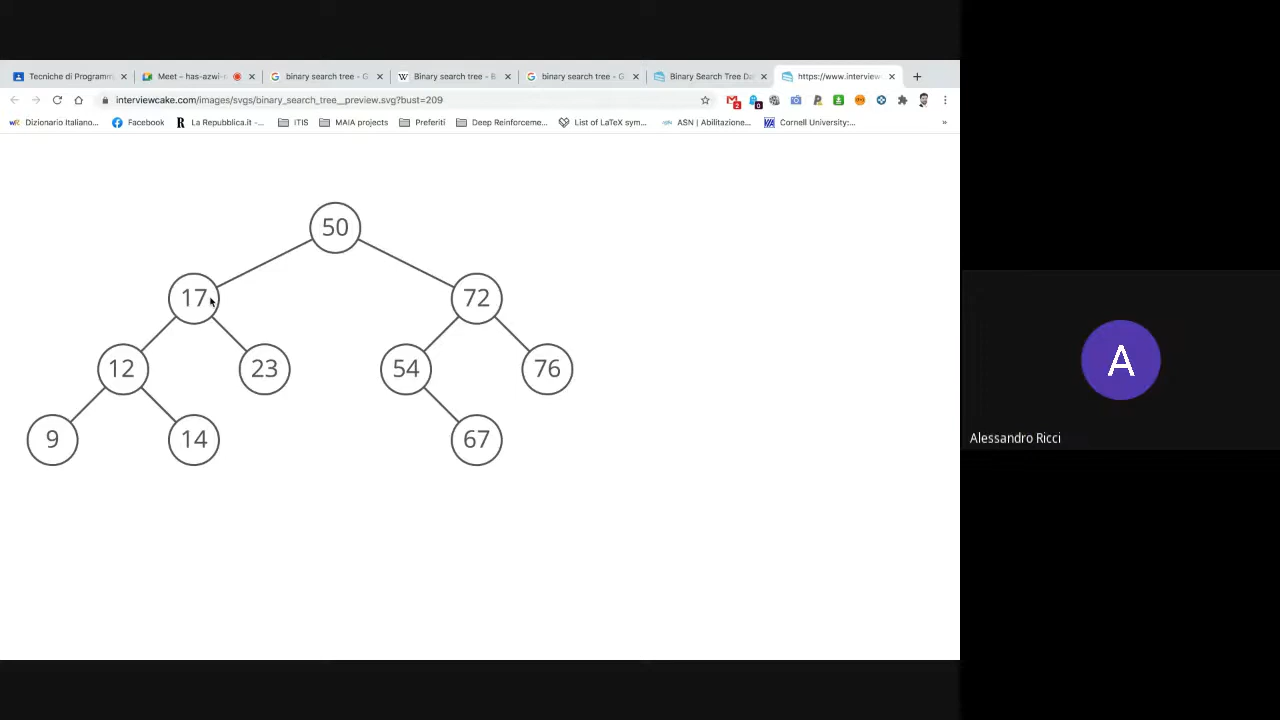 Tecniche di Programm
Meet – has-azwi-r
binary search tree - G
Binary search tree - B
binary search tree - G
Binary Search Tree Da
https://www.interview
interviewcake.com/images/svgs/binary_search_tree__preview.svg?bust=209
Dizionario Italiano...
Facebook
La Repubblica.it -...
ITIS
MAIA projects
Preferiti
Deep Reinforceme...
List of LaTeX sym...
ASN | Abilitazione...
Cornell University:...
»
50
17
72
12
23
54
76
9
14
67
A
Alessandro Ricci